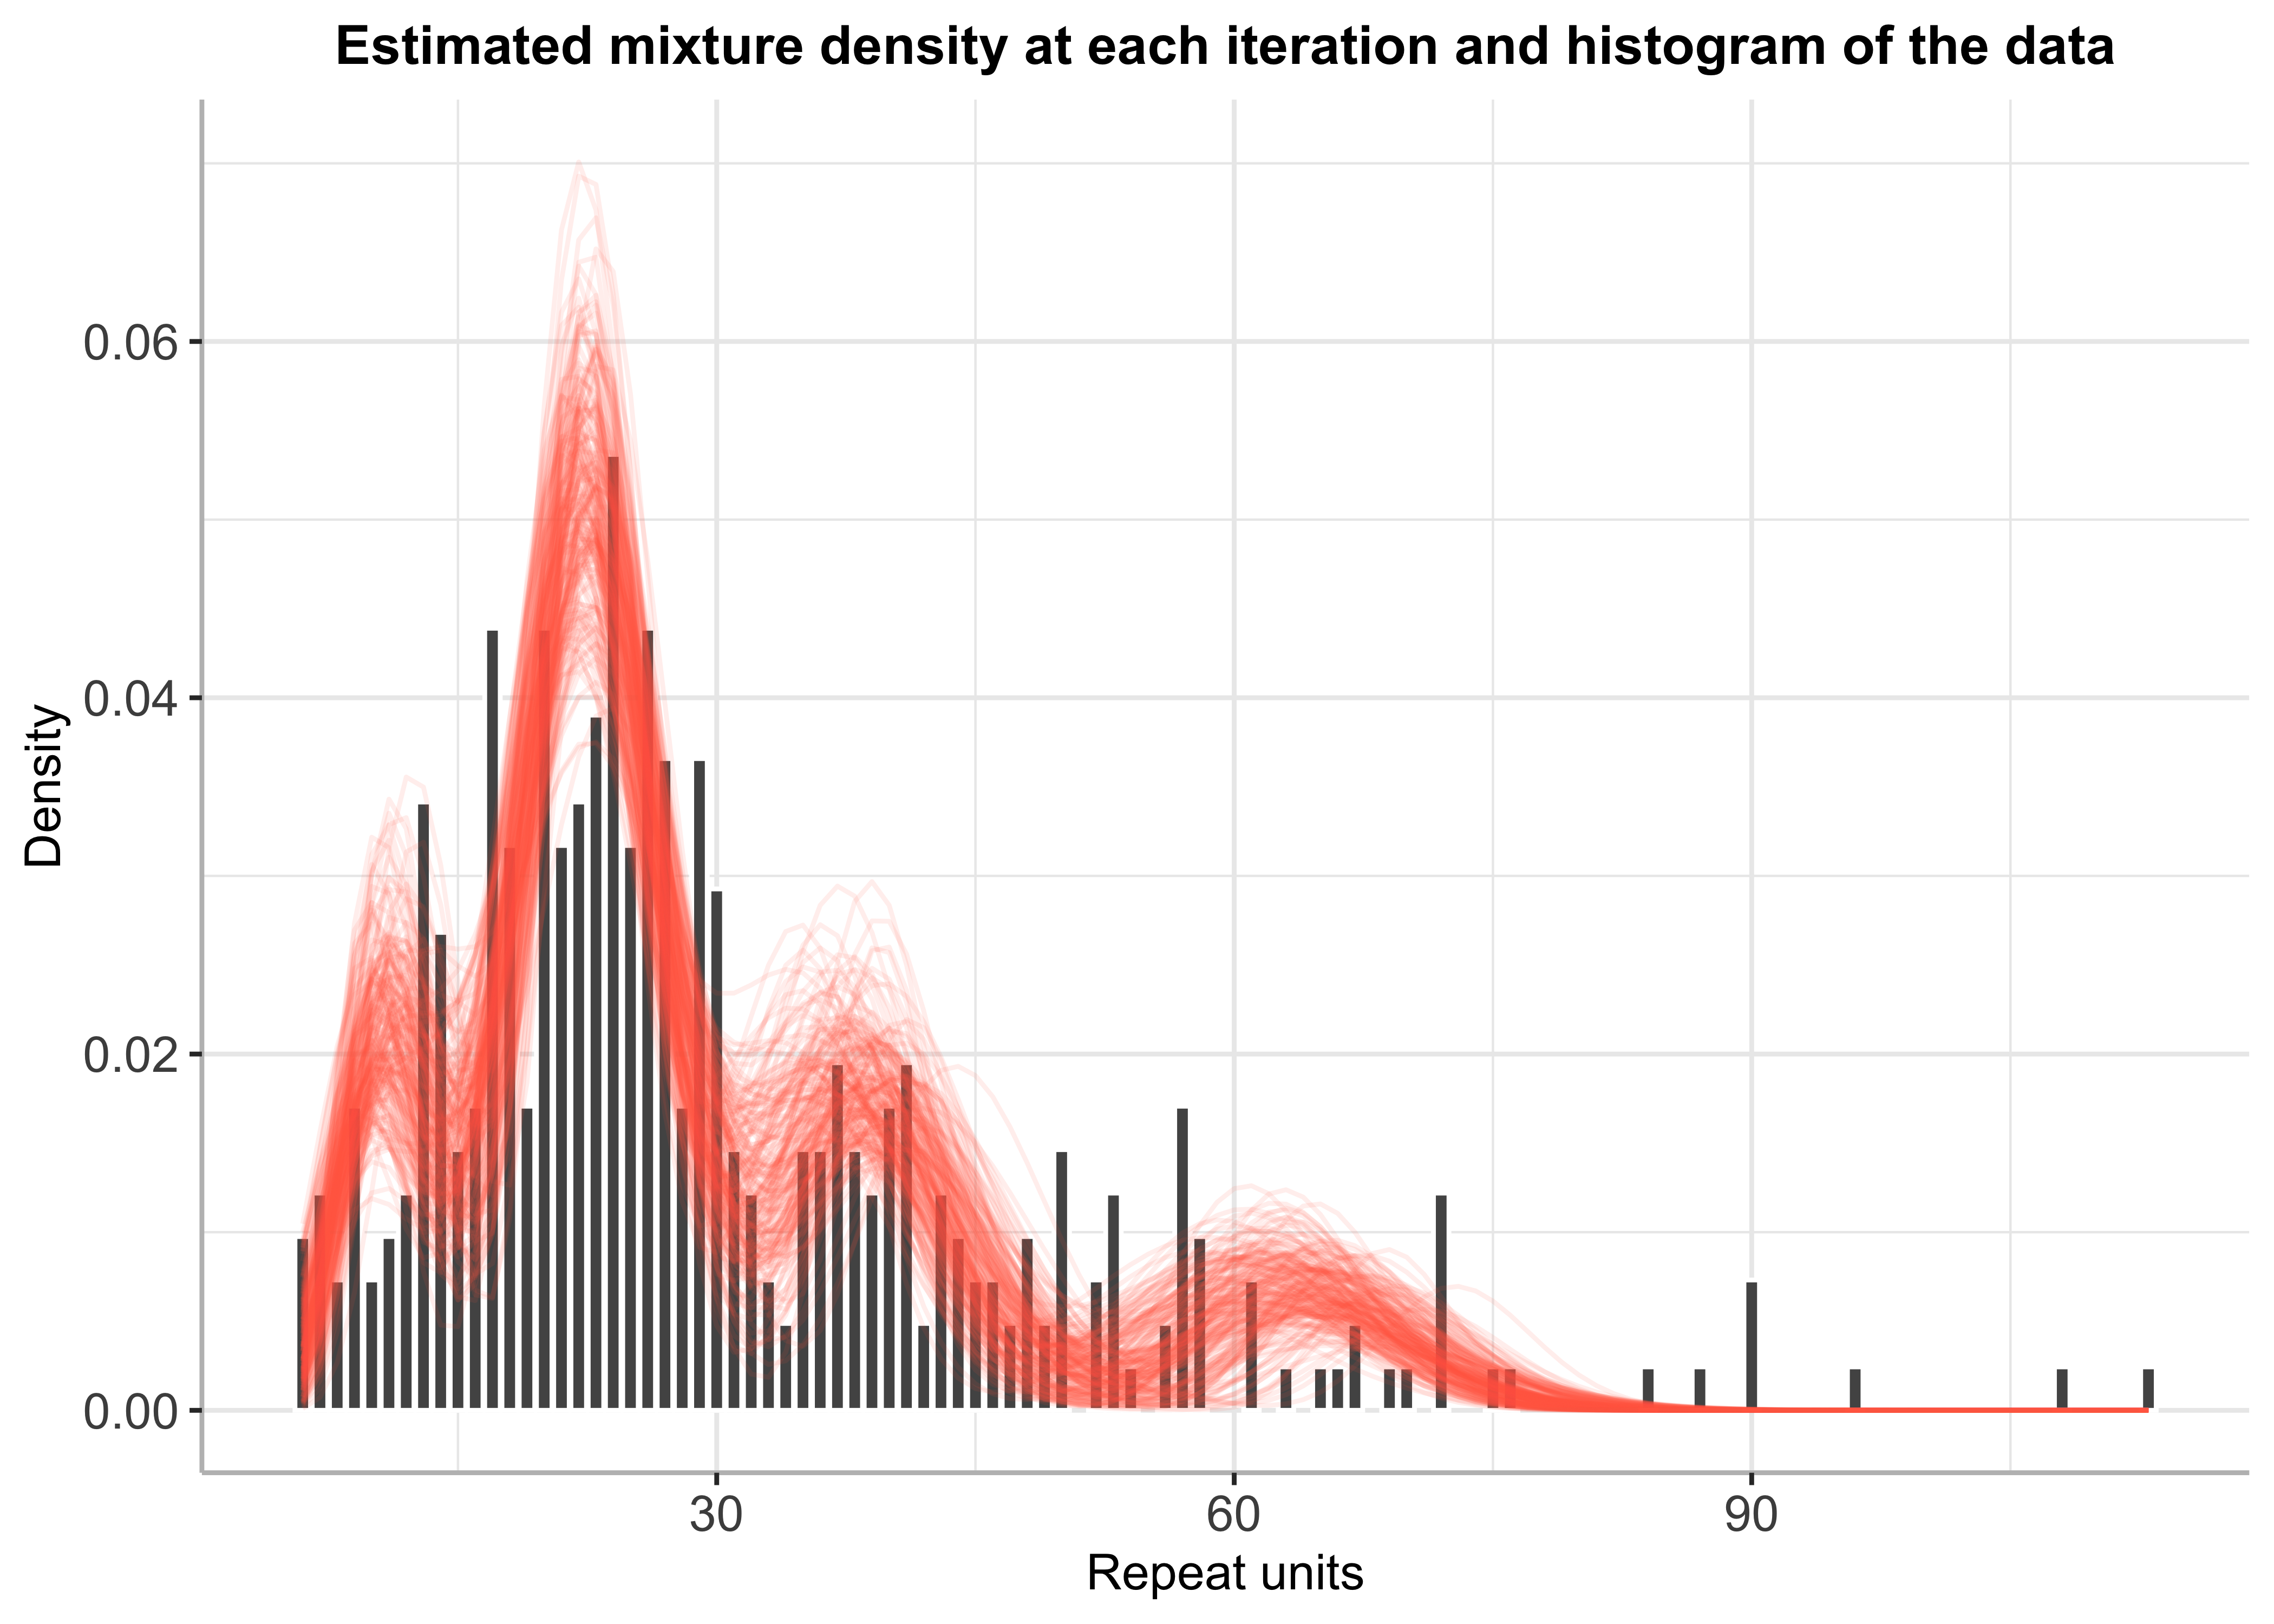 Estimated mixture density at each iteration and histogram of the data
Density
0.06
0.04
0.02
0.00
30 60 90
Repeat units